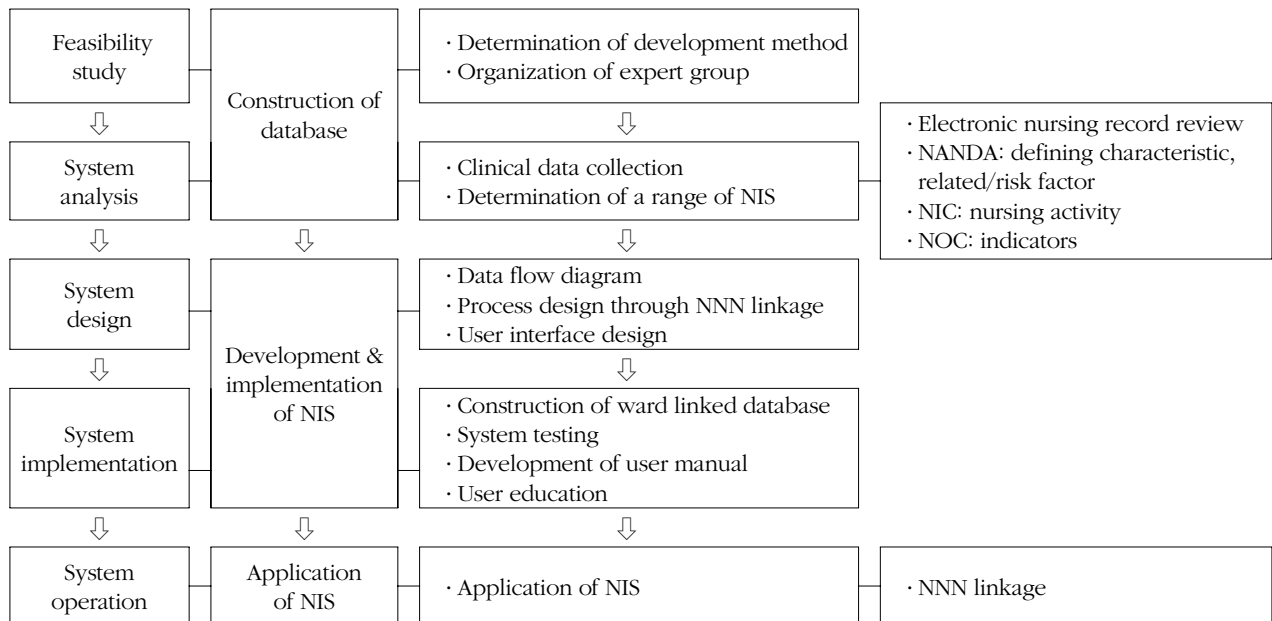 Feasibility
study
Construction of
database
· Determination of development method
· Organization of expert group
System
analysis
· Clinical data collection
· Determination of a range of NIS
· Electronic nursing record review
· NANDA: defining characteristic,
related/risk factor
· NIC: nursing activity
· NOC: indicators
System
design
Development &
implementation
of NIS
· Data flow diagram
· Process design through NNN linkage
· User interface design
System
implementation
· Construction of ward linked database
· System testing
· Development of user manual
· User education
System
operation
Application
of NIS
· Application of NIS
· NNN linkage